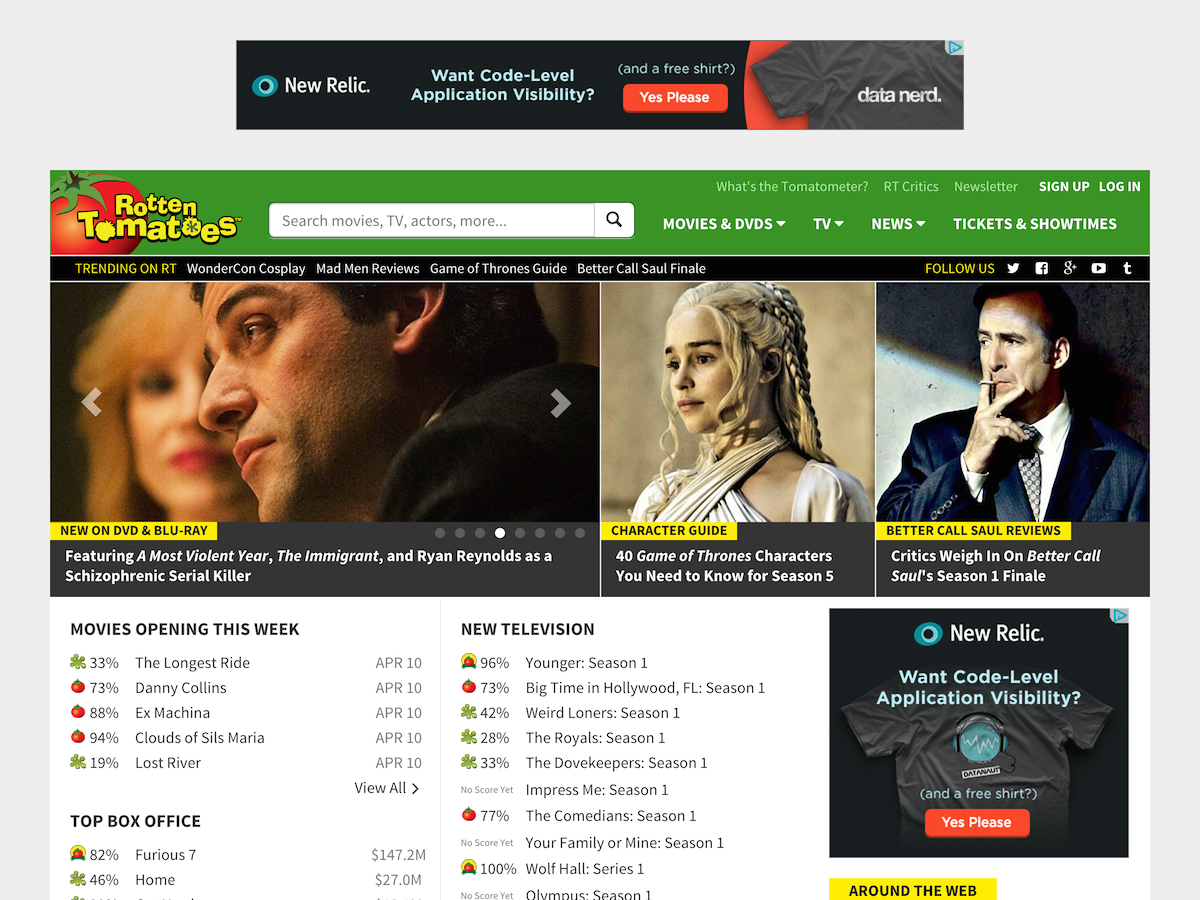 New Relic.
Want Code-Level
Application Visibility?
(and a free shirt?)
Yes Please
data nerd.
What's the Tomatometer? RT Critics Newsletter SIGN UP LOG IN
Rotten
Tomatoes™
Search movies, TV, actors, more...
MOVIES & DVDS TV NEWS TICKETS & SHOWTIMES
TRENDING ON RT WonderCon Cosplay Mad Men Reviews Game of Thrones Guide Better Call Saul Finale FOLLOW US
NEW ON DVD & BLU-RAY
Featuring A Most Violent Year, The Immigrant, and Ryan Reynolds as a
Schizophrenic Serial Killer
CHARACTER GUIDE
40 Game of Thrones Characters
You Need to Know for Season 5
BETTER CALL SAUL REVIEWS
Critics Weigh In On Better Call
Saul's Season 1 Finale
MOVIES OPENING THIS WEEK
33% The Longest Ride APR 10
73% Danny Collins APR 10
88% Ex Machina APR 10
94% Clouds of Sils Maria APR 10
19% Lost River APR 10
View All
TOP BOX OFFICE
82% Furious 7 $147.2M
46% Home $27.0M
NEW TELEVISION
96% Younger: Season 1
73% Big Time in Hollywood, FL: Season 1
42% Weird Loners: Season 1
28% The Royals: Season 1
33% The Dovekeepers: Season 1
No Score Yet Impress Me: Season 1
77% The Comedians: Season 1
No Score Yet Your Family or Mine: Season 1
100% Wolf Hall: Series 1
No Score Yet Olympus: Season 1
New Relic.
Want Code-Level
Application Visibility?
DATANAUT
(and a free shirt?)
Yes Please
AROUND THE WEB